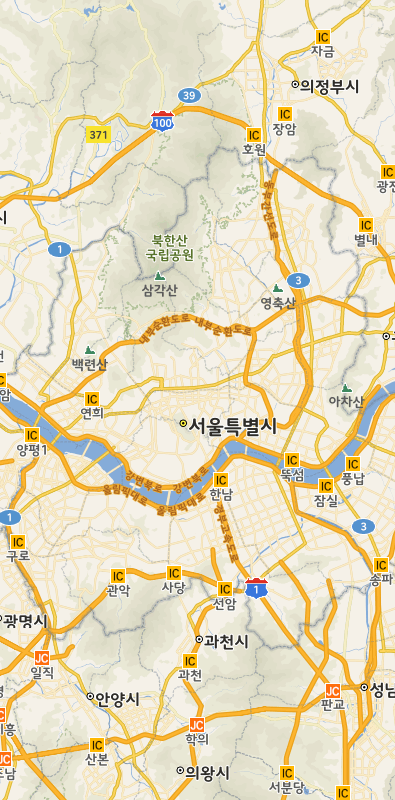 IC
자금
의정부시
39
100
371
IC
장암
IC
호원
IC
동부간선도로
IC
별내
1
북한산
국립공원
삼각산
3
영축산
내부순환도로 내부순환도로
백련산
아차산
IC
연희
IC
서울특별시
IC
양평1
강변북로 강변북로
올림픽대로 올림픽대로
IC
한남
IC
뚝섬
IC
풍납
IC
잠실
1
3
경부고속도로
IC
구로
IC
관악
IC
사당
IC
선암
1
IC
송파
광명시
과천시
JC
일직
IC
과천
안양시
JC
판교
성남
JC
학의
IC
산본
JC
의왕시
IC
서분당
IC